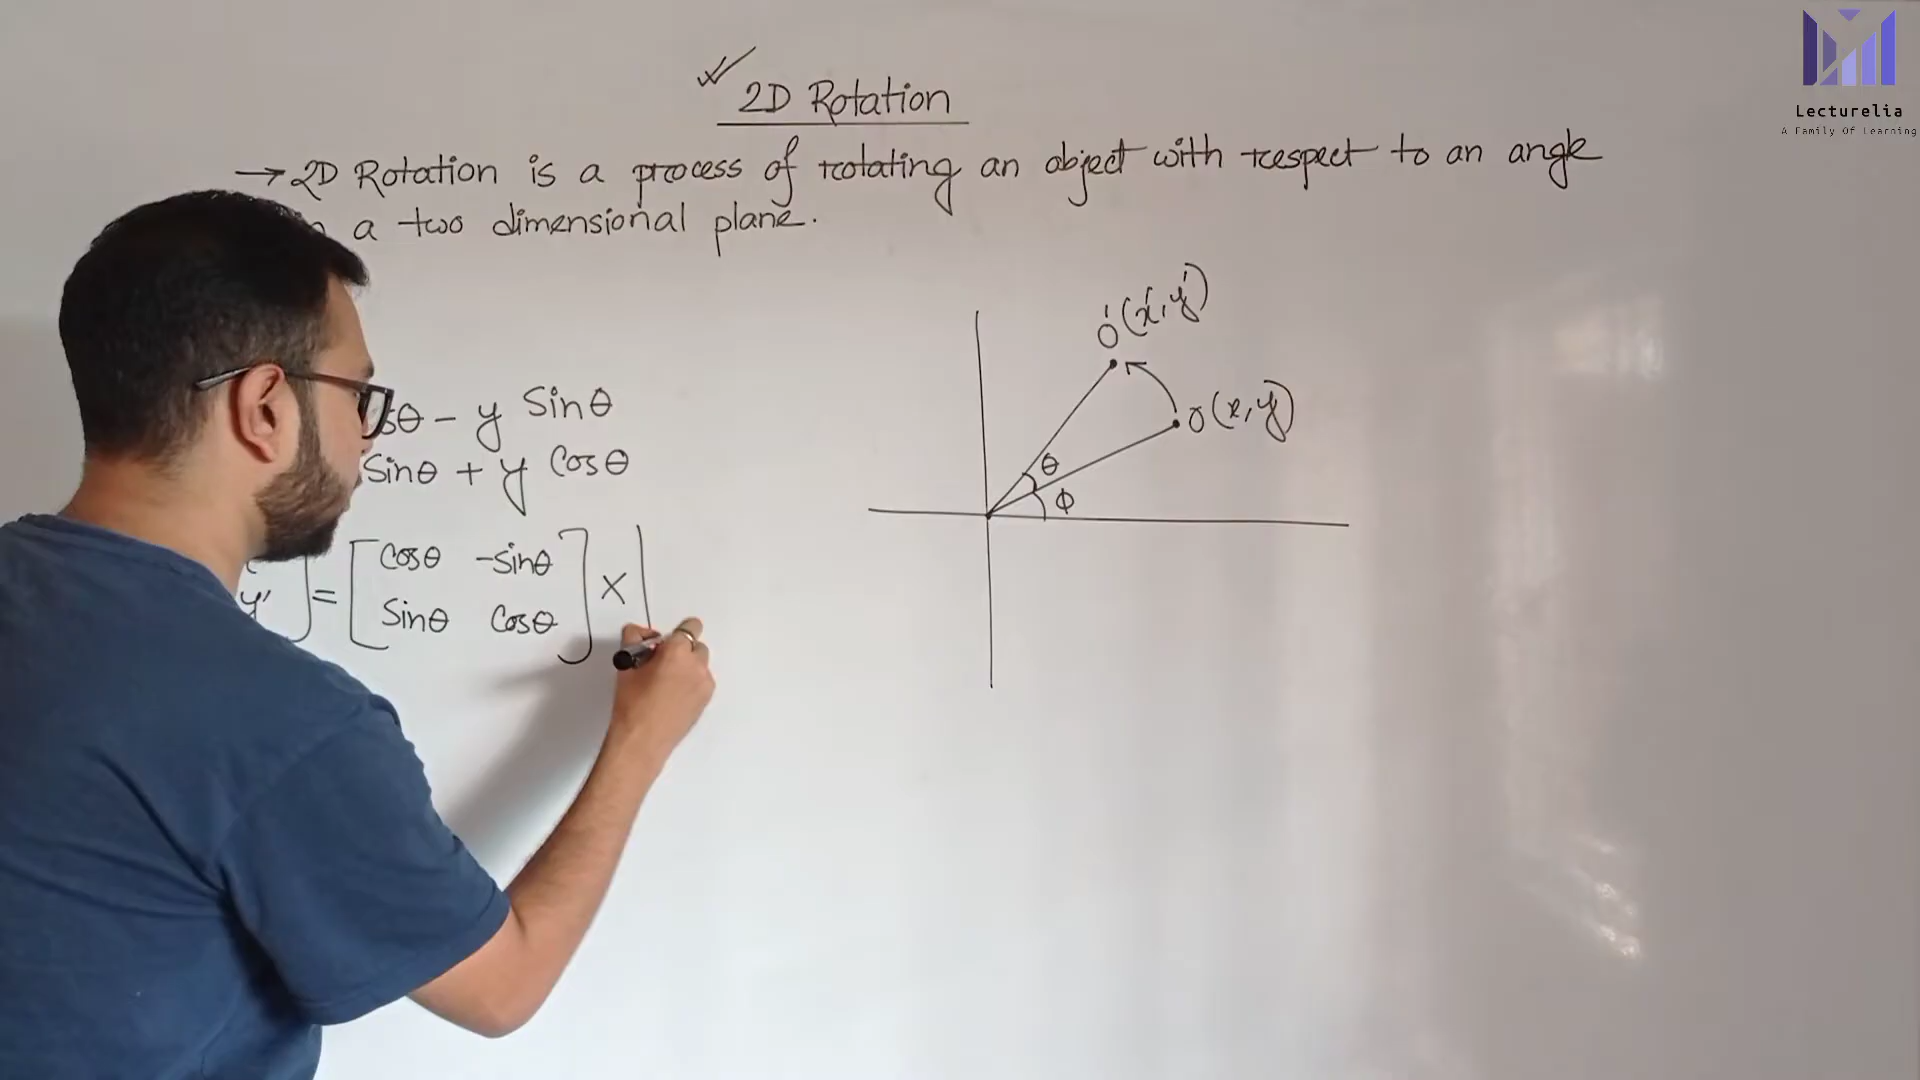 2D Rotation
→ 2D Rotation is a process of rotating an object with respect to an angle
a two dimensional plane.
θ - y Sinθ
Sinθ + y Cosθ
y' = [Cosθ -Sinθ] ×
Sinθ Cosθ
O'(x', y')
O(x, y)
θ
Φ
Lecturelia
A Family Of Learning